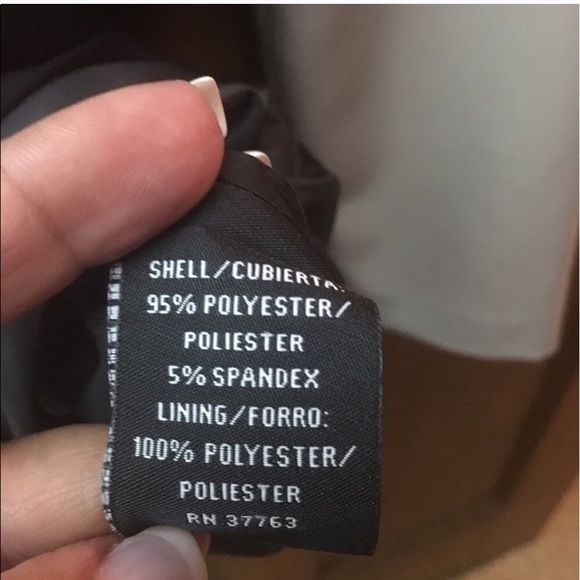 SHELL/CUBIERTA:
95% POLYESTER/
POLIESTER
5% SPANDEX
LINING/FORRO:
100% POLYESTER/
POLIESTER
RN 37763